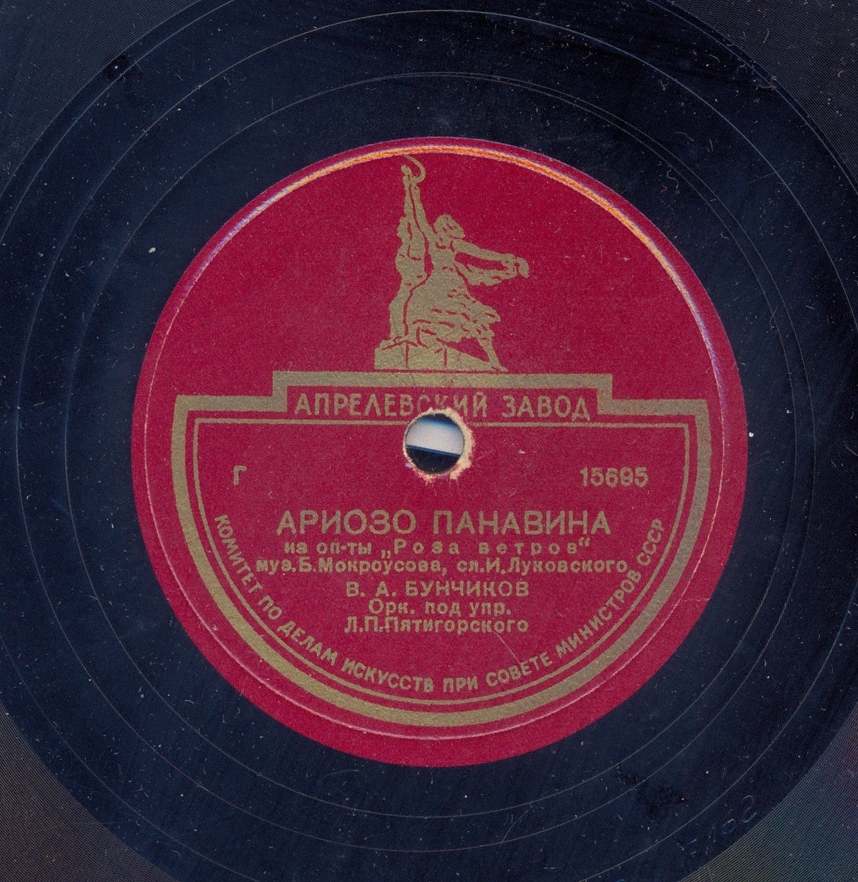 АПРЕЛЕВСКИЙ ЗАВОД
Г 15695
АРИОЗО ПАНАВИНА
из оп-ты „Роза ветров“
муз. Б. Мокроусова, сл. И. Луковского
В. А. БУНЧИКОВ
Орк. под упр.
Л. П. Пятигорского
КОМИТЕТ ПО ДЕЛАМ ИСКУССТВ ПРИ СОВЕТЕ МИНИСТРОВ СССР